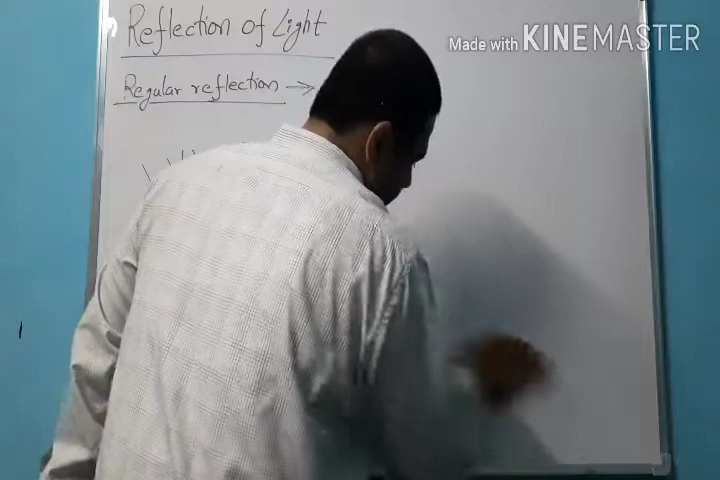 Reflection of Light
Made with KINEMASTER
Regular reflection →